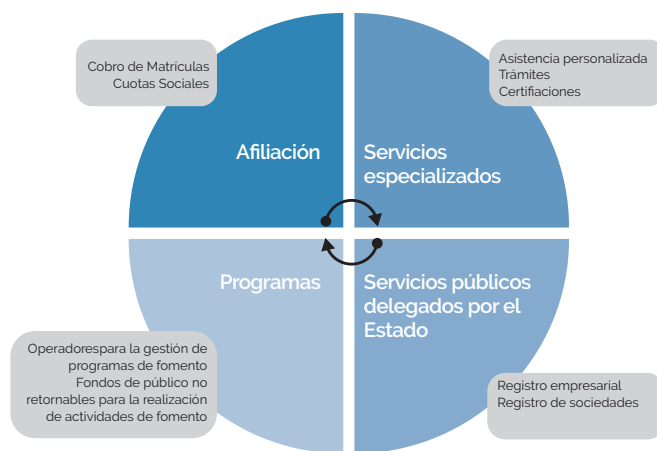 Cobro de Matrículas
Cuotas Sociales
Asistencia personalizada
Trámites
Certifiaciones
Afiliación
Servicios
especializados
Programas
Servicios públicos
delegados por el
Estado
Operadorespara la gestión de
programas de fomento
Fondos de público no
retornables para la realización
de actividades de fomento
Registro empresarial
Registro de sociedades